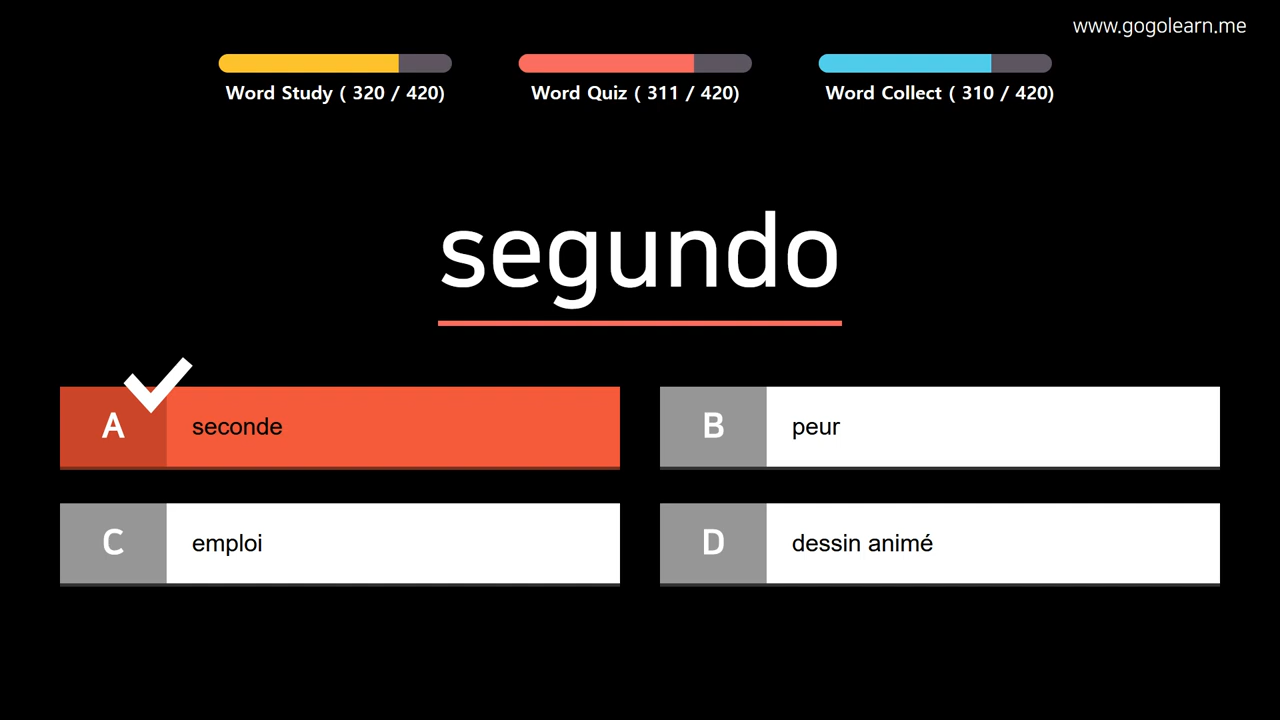 www.gogolearn.me
Word Study ( 320 / 420)
Word Quiz ( 311 / 420)
Word Collect ( 310 / 420)
segundo
A seconde
B peur
C emploi
D dessin animé